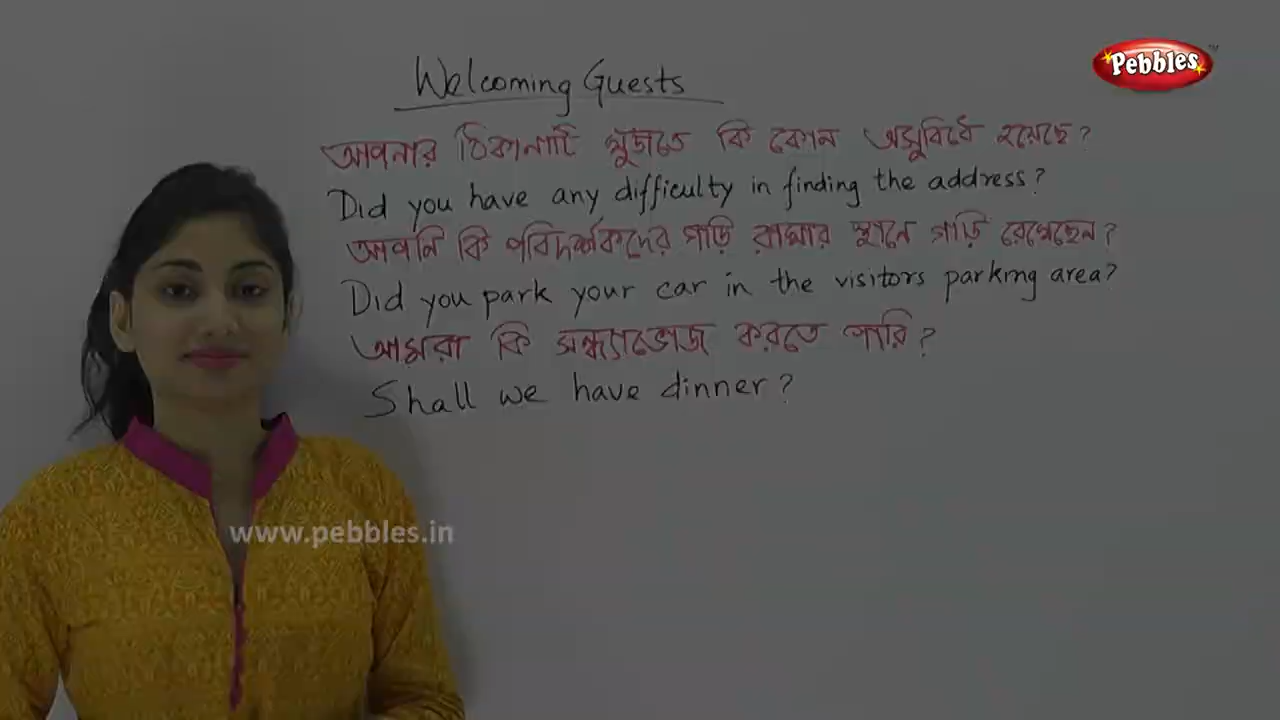 Pebbles™
Welcoming Guests
আপনার ঠিকানাটি খুঁজতে কি কোন অসুবিধে হয়েছে?
Did you have any difficulty in finding the address?
আপনি কি পরিদর্শকদের গাড়ি রাখার স্থানে গাড়ি রেখেছেন?
Did you park your car in the visitors parking area?
আমরা কি সন্ধ্যাভোজ করতে পারি?
Shall we have dinner?
www.pebbles.in